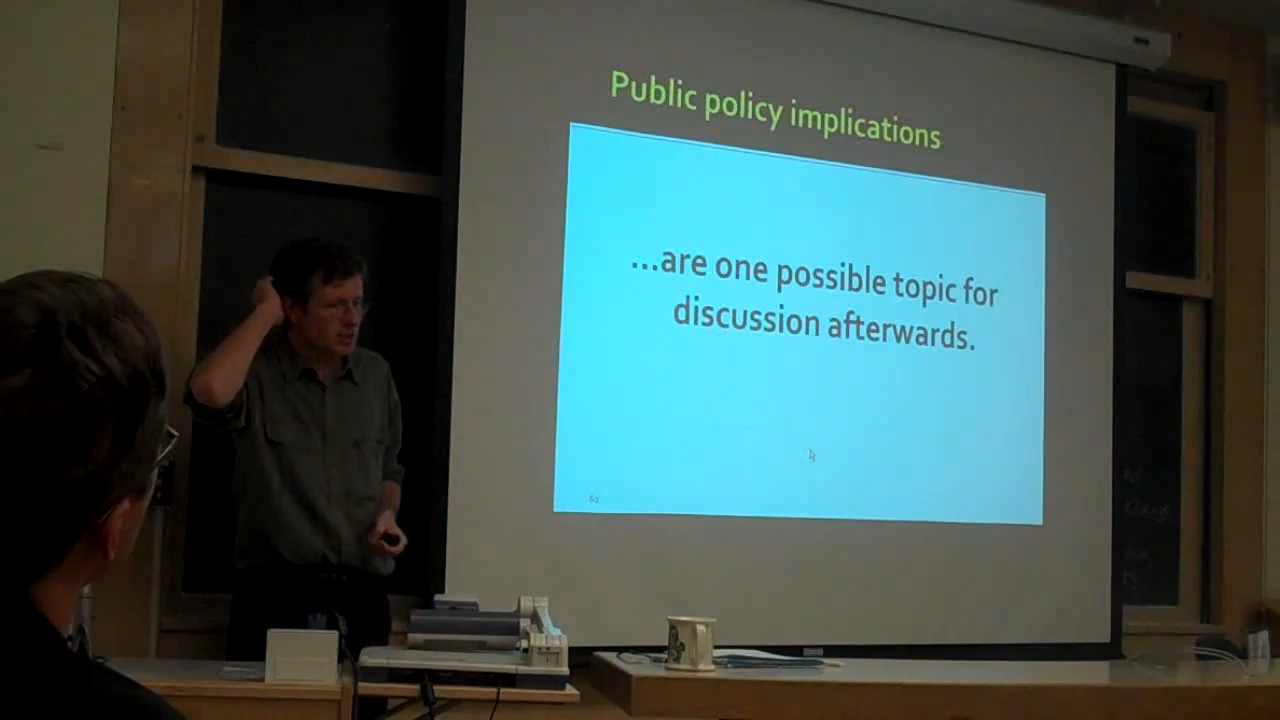 Public policy implications
...are one possible topic for
discussion afterwards.